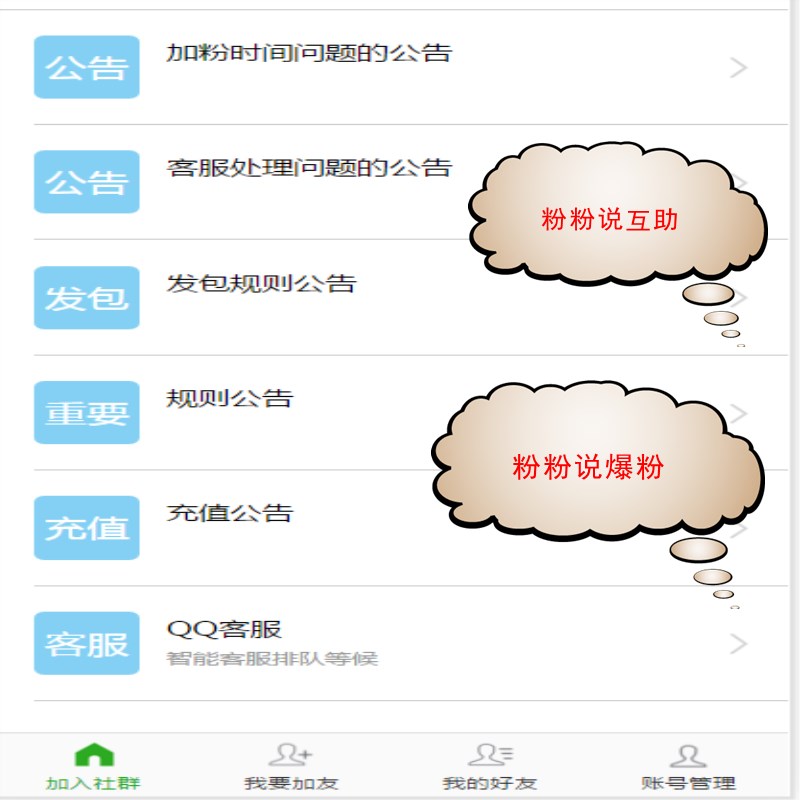 公告 加粉时间问题的公告
公告 客服处理问题的公告
粉粉说互助
发包 发包规则公告
重要 规则公告
粉粉说爆粉
充值 充值公告
客服 QQ客服
智能客服排队等候
加入社群 我要加友 我的好友 账号管理